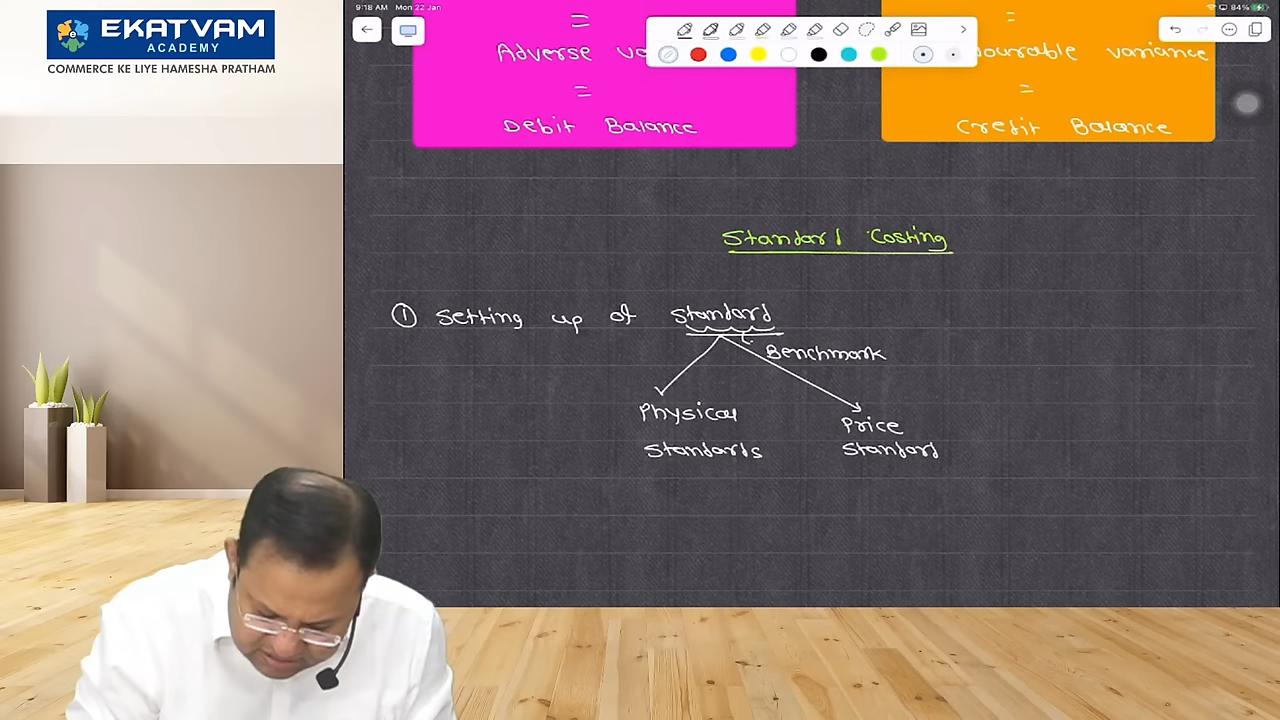 EKATVAM
ACADEMY
COMMERCE KE LIYE HAMESHA PRATHAM
9:18 AM Mon 22 Jan
84%
=
Adverse
=
Debit Balance
=
variance
=
Credit Balance
Standard Costing
① Setting up of Standard
Benchmark
Physical
Standards
Price
Standard